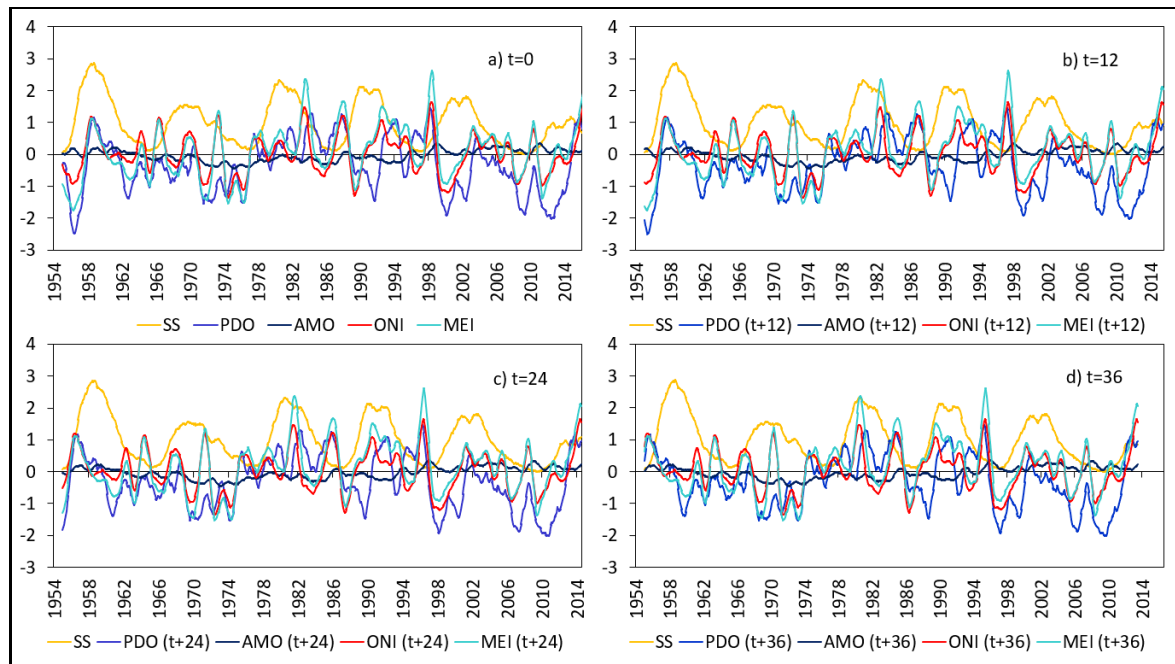 a) t=0
4
3
2
1
0
-1
-2
-3
1954 1958 1962 1966 1970 1974 1978 1982 1986 1990 1994 1998 2002 2006 2010 2014
SS PDO AMO ONI MEI
b) t=12
4
3
2
1
0
-1
-2
-3
1954 1958 1962 1966 1970 1974 1978 1982 1986 1990 1994 1998 2002 2006 2010 2014
SS PDO (t+12) AMO (t+12) ONI (t+12) MEI (t+12)
c) t=24
4
3
2
1
0
-1
-2
-3
1954 1958 1962 1966 1970 1974 1978 1982 1986 1990 1994 1998 2002 2006 2010 2014
SS PDO (t+24) AMO (t+24) ONI (t+24) MEI (t+24)
d) t=36
4
3
2
1
0
-1
-2
-3
1954 1958 1962 1966 1970 1974 1978 1982 1986 1990 1994 1998 2002 2006 2010 2014
SS PDO (t+36) AMO (t+36) ONI (t+36) MEI (t+36)